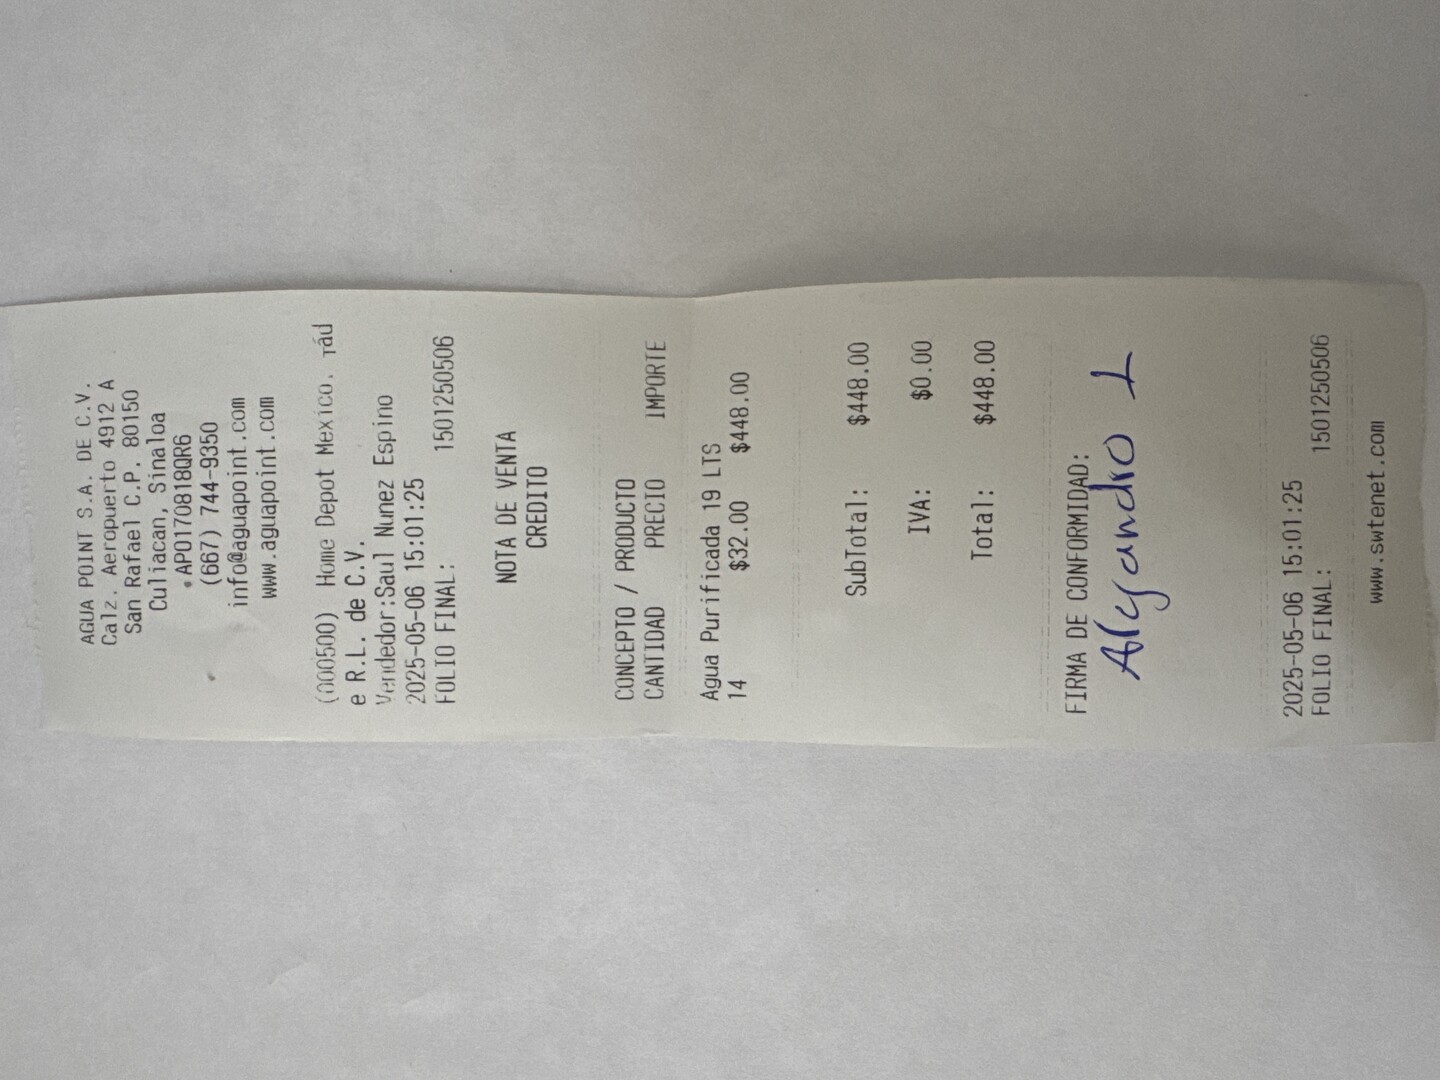 AGUA POINT S.A. DE C.V.
Calz. Aeropuerto 4912 A
San Rafael C.P. 80150
Culiacan, Sinaloa
APO170818QR6
(667) 744-9350
info@aguapoint.com
www.aguapoint.com
(000500) Home Depot Mexico,
e R.L. de C.V.
Vendedor:Saul Nunez Espino
2025-05-06 15:01:25
FOLIO FINAL: 1501250506
NOTA DE VENTA
CREDITO
CONCEPTO / PRODUCTO
CANTIDAD PRECIO IMPORTE
Agua Purificada 19 LTS
14 $32.00 $448.00
SubTotal: $448.00
IVA: $0.00
Total: $448.00
FIRMA DE CONFORMIDAD:
Alejandro L
2025-05-06 15:01:25
FOLIO FINAL: 1501250506
www.swtenet.com